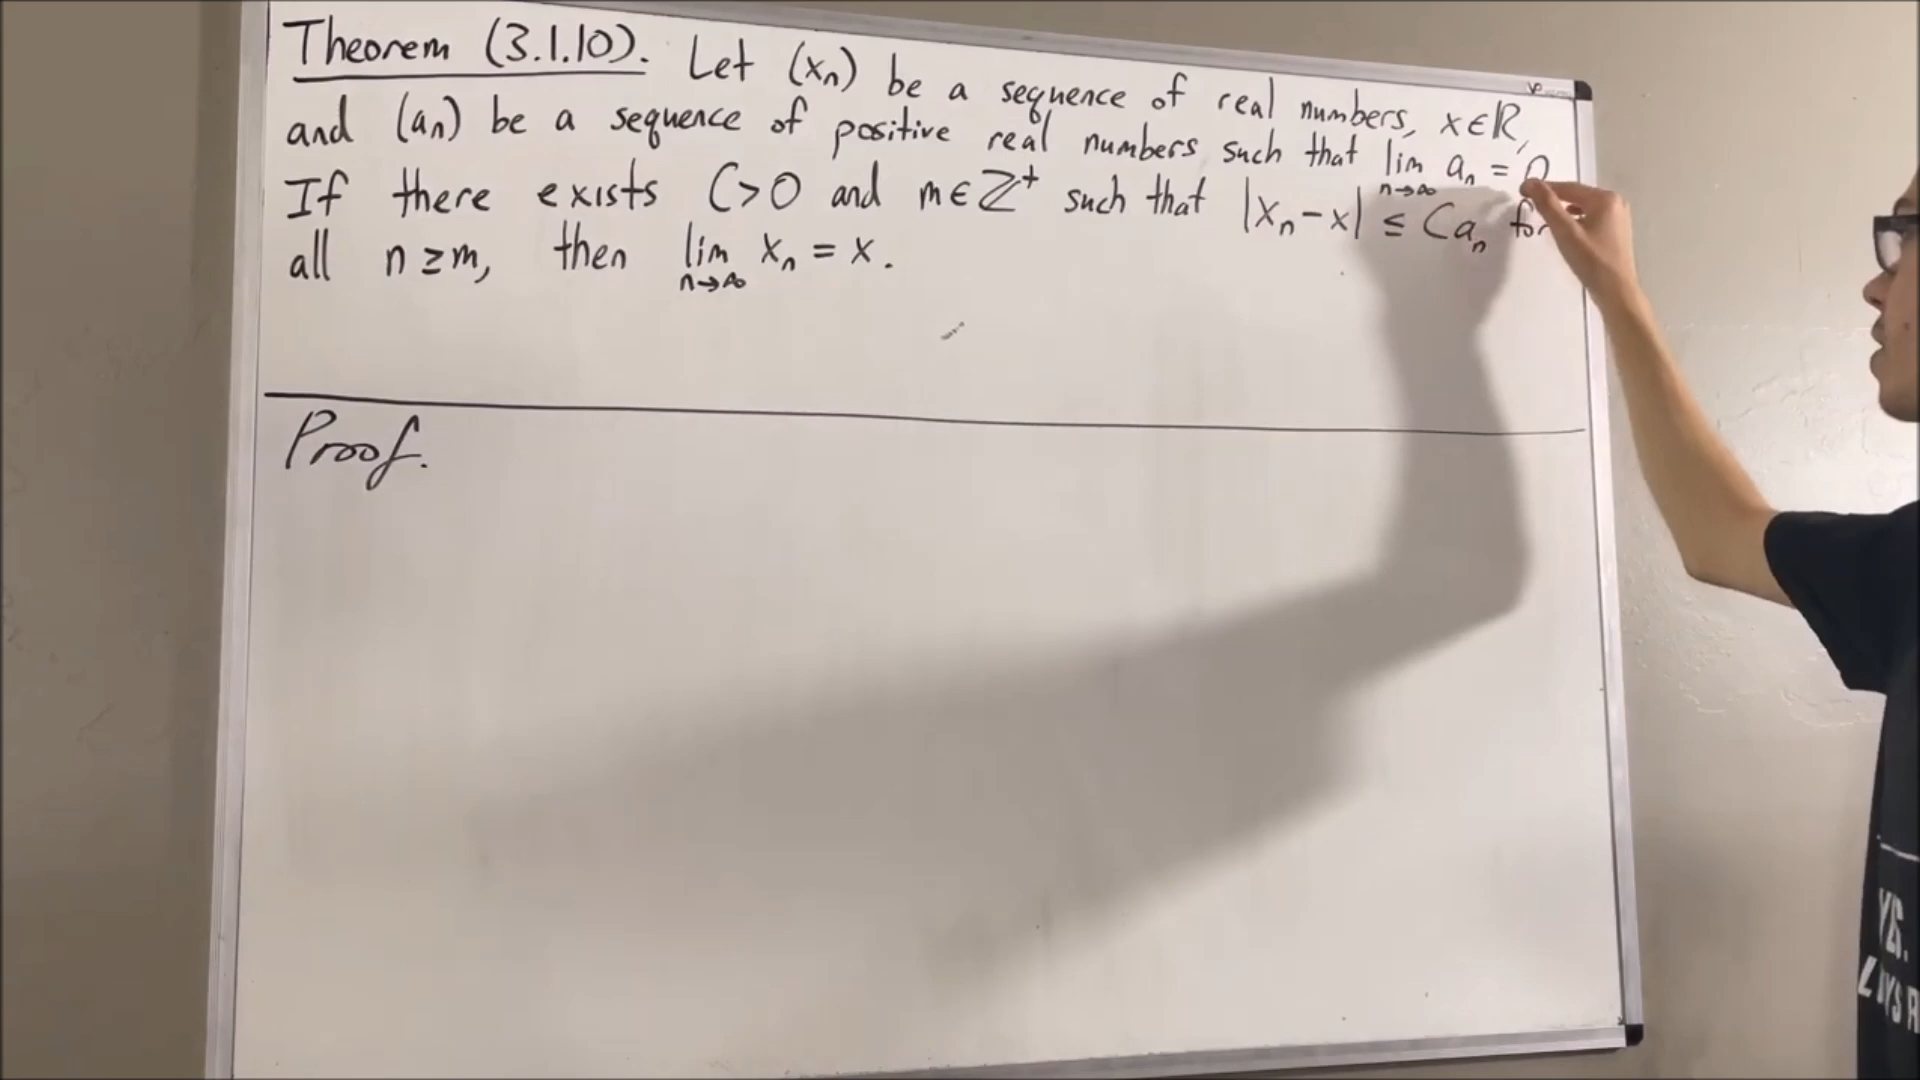 Theorem (3.1.10). Let (xₙ) be a sequence of real numbers, x∈ℝ,
and (aₙ) be a sequence of positive real numbers such that lim n→∞ aₙ = 0
If there exists C>0 and m∈ℤ⁺ such that |xₙ-x| ≤ Caₙ for
all n≥m, then lim n→∞ xₙ = x.
Proof.